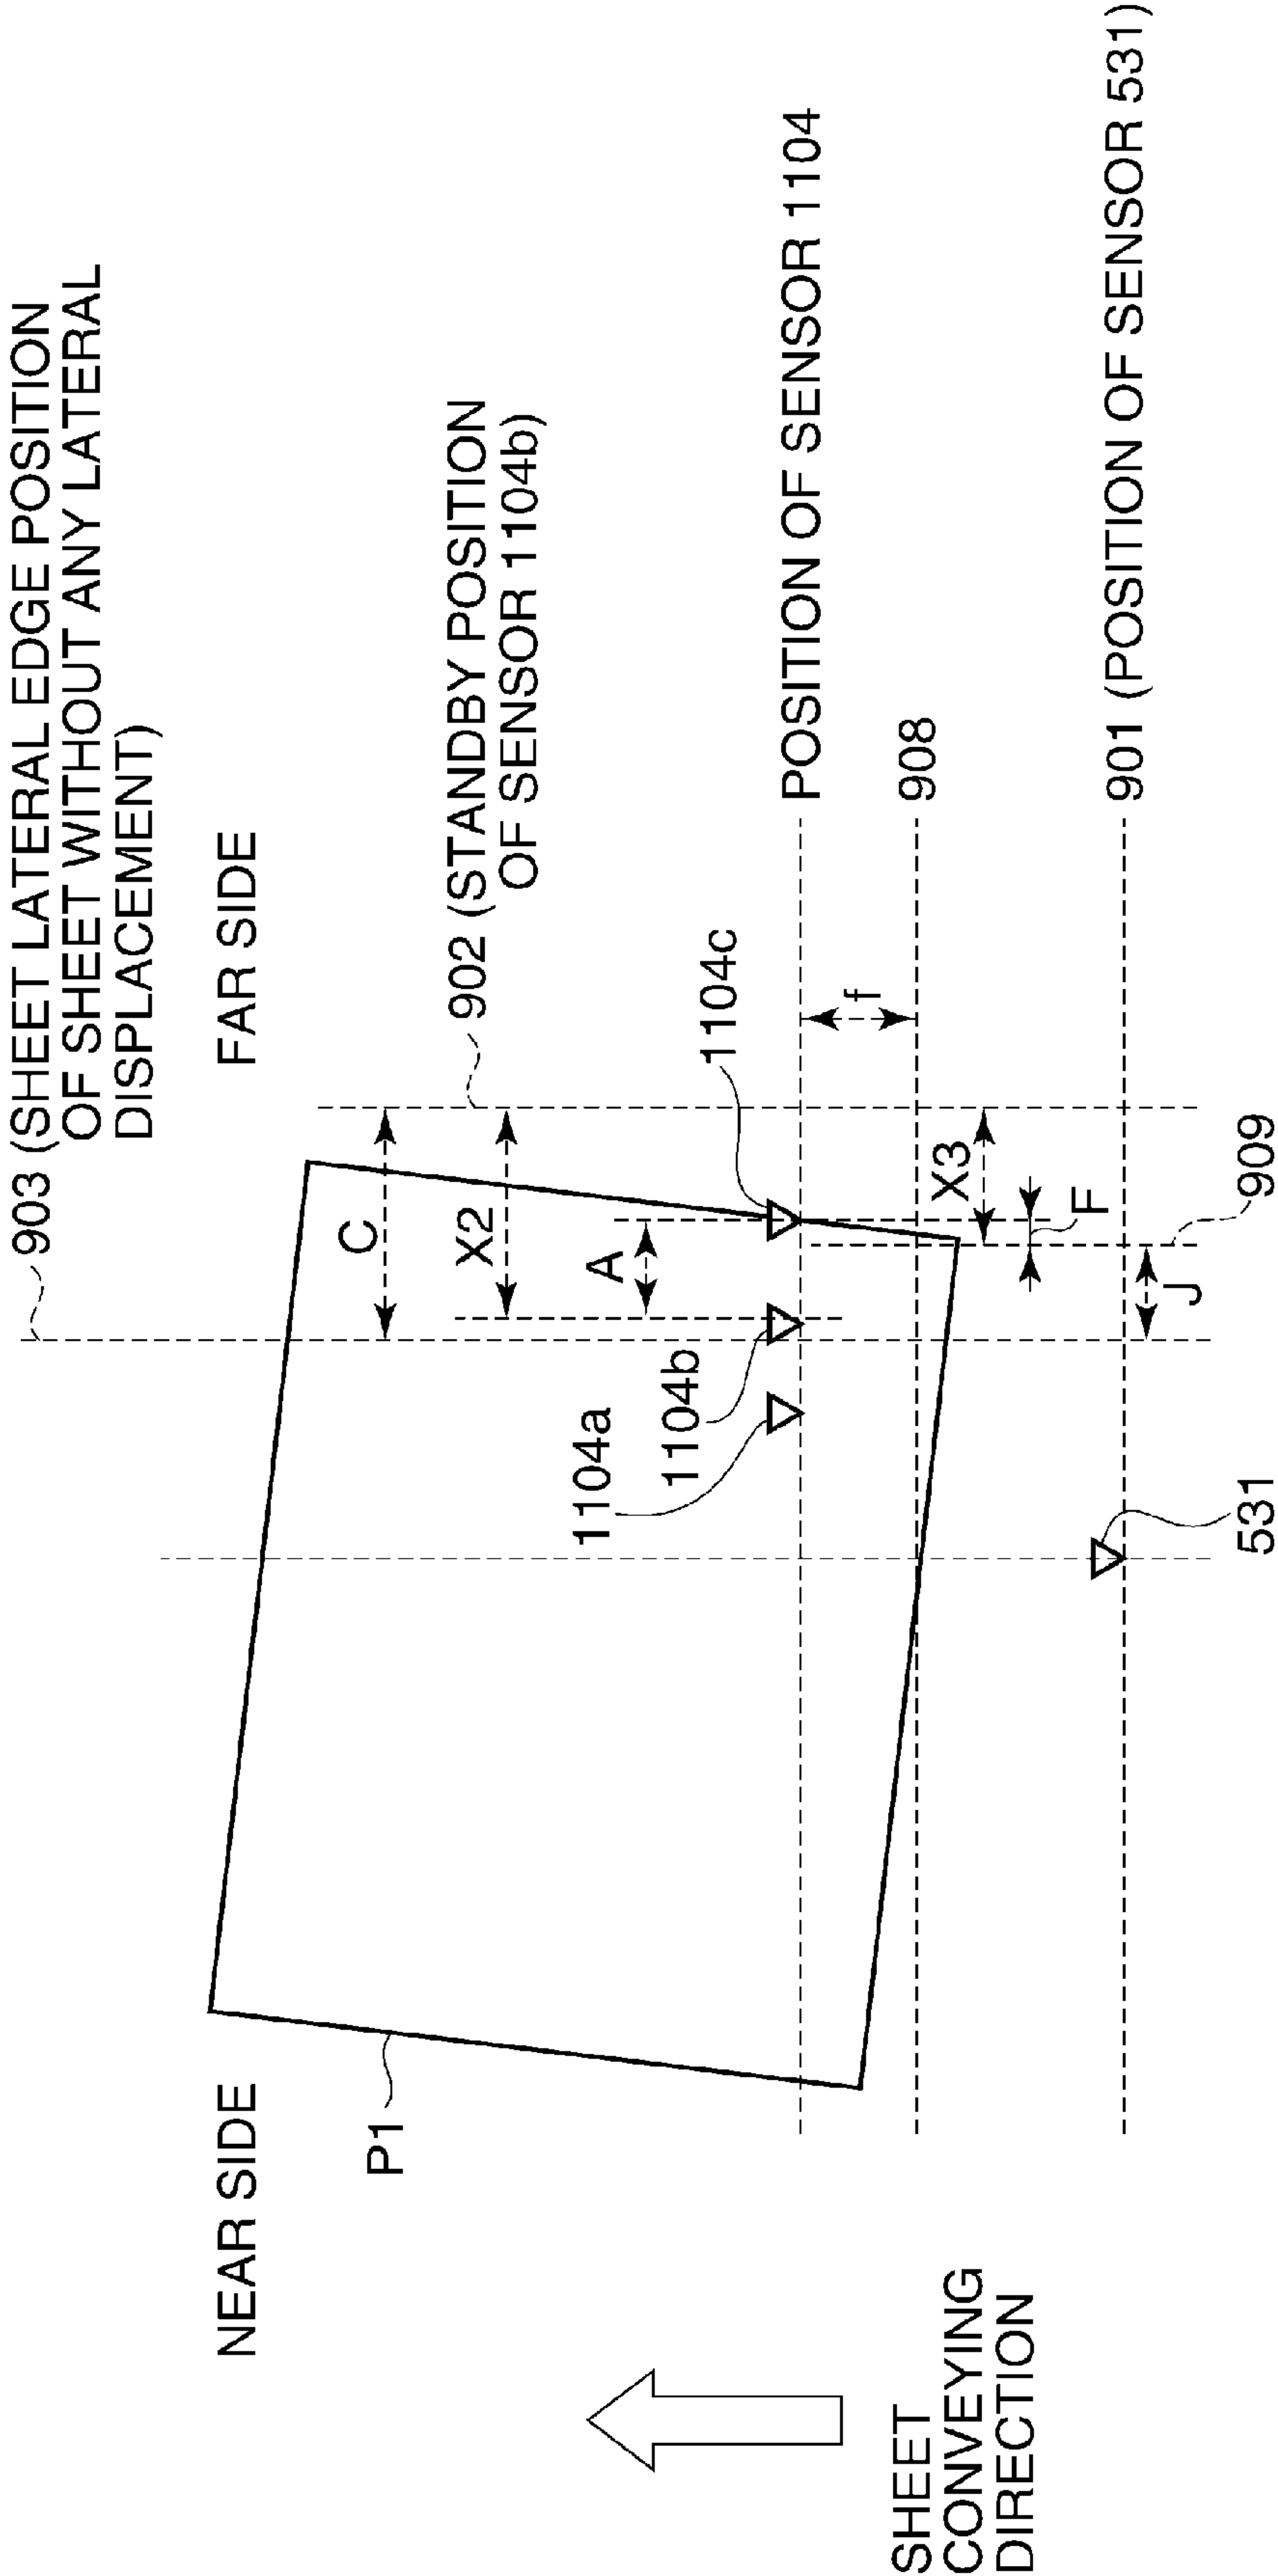 903 (SHEET LATERAL EDGE POSITION
OF SHEET WITHOUT ANY LATERAL
DISPLACEMENT)
NEAR SIDE
FAR SIDE
902 (STANDBY POSITION
OF SENSOR 1104b)
P1
C
X2
A
1104a
1104b
1104c
POSITION OF SENSOR 1104
f
908
X3
F
901 (POSITION OF SENSOR 531)
J
909
531
SHEET
CONVEYING
DIRECTION